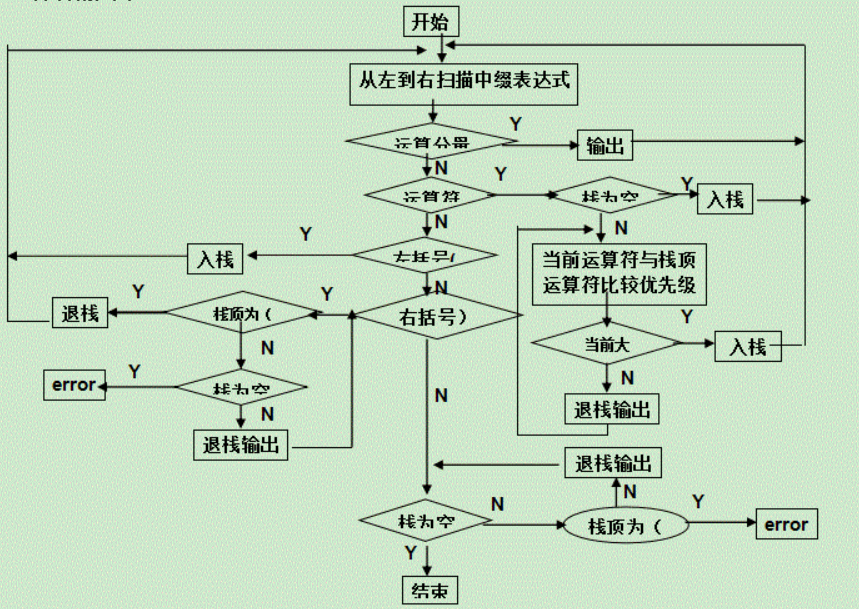 开始
从左到右扫描中缀表达式
运算分量
Y
输出
N
运算符
Y
栈为空
Y
入栈
N
N
左括号(
Y
入栈
当前运算符与栈顶
运算符比较优先级
N
右括号）
Y
栈顶为（
Y
退栈
当前大
Y
入栈
N
N
栈为空
Y
error
N
退栈输出
退栈输出
N
退栈输出
栈为空
N
栈顶为（
N
Y
error
Y
结束